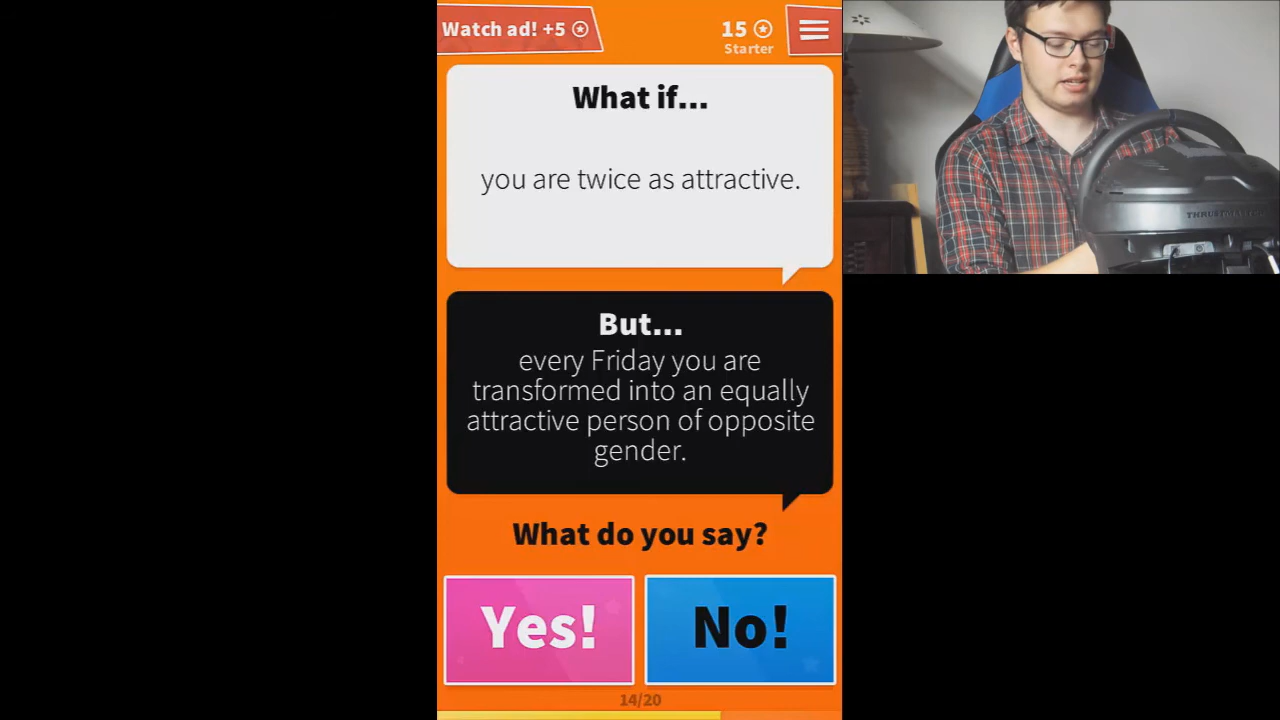 Watch ad! +5
15
Starter
What if...
you are twice as attractive.
But...
every Friday you are
transformed into an equally
attractive person of opposite
gender.
What do you say?
Yes!
No!
14/20